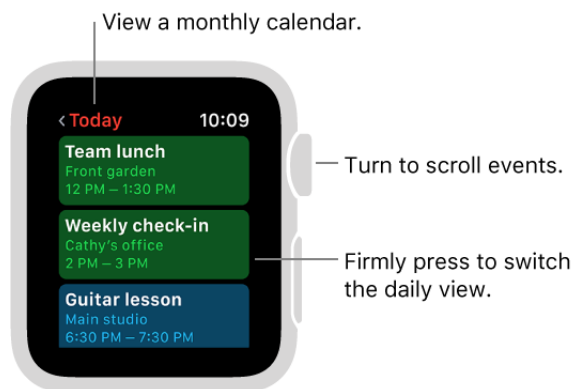 View a monthly calendar.
<Today 10:09
Team lunch
Front garden
12 PM – 1:30 PM
Turn to scroll events.
Weekly check-in
Cathy's office
2 PM – 3 PM
Firmly press to switch
the daily view.
Guitar lesson
Main studio
6:30 PM – 7:30 PM